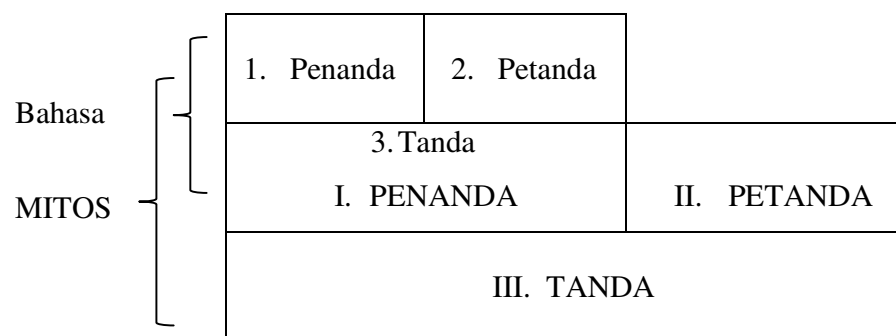 1. Penanda 2. Petanda
Bahasa
3. Tanda
MITOS I. PENANDA II. PETANDA
III. TANDA